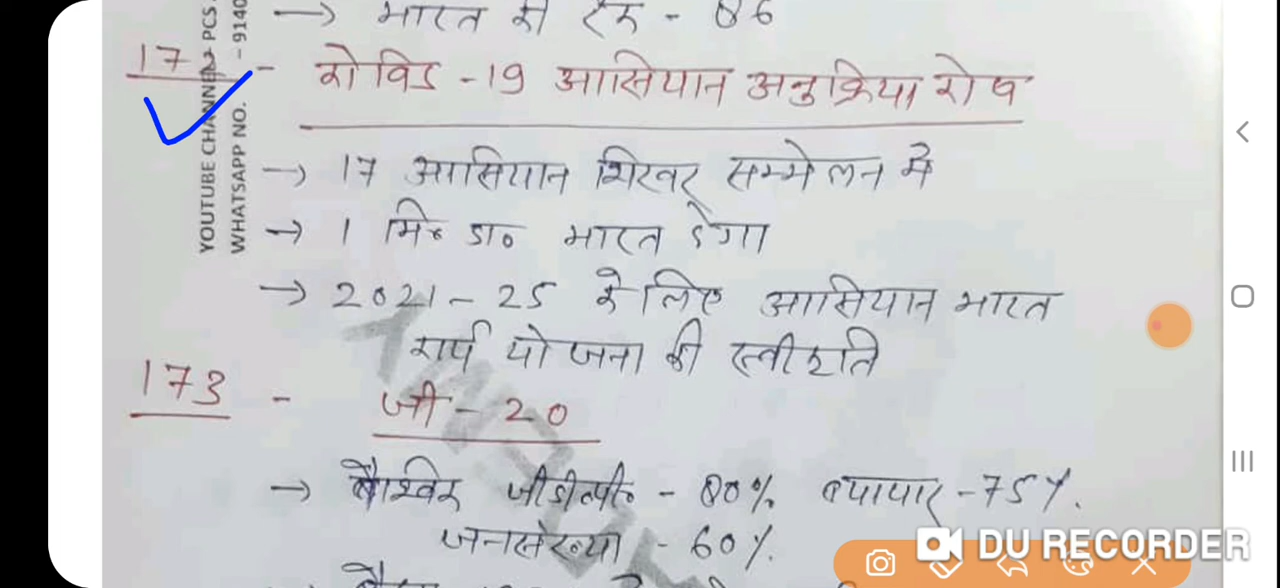 → भारत की रैंक - 86
172 - कोविड -19 आसियान अनुक्रिया कोष
→ 17 आसियान शिखर सम्मेलन में
→ 1 मि० डा० भारत देगा
→ 2021-25 के लिए आसियान भारत
कार्य योजना की स्वीकृति
173 - जी-20
→ वैश्विक जीडीपी - 80% व्यापार-75%.
जनसंख्या - 60%.
YOUTUBE CHANNEL PCS
WHATSAPP NO. - 9140
DU RECORDER